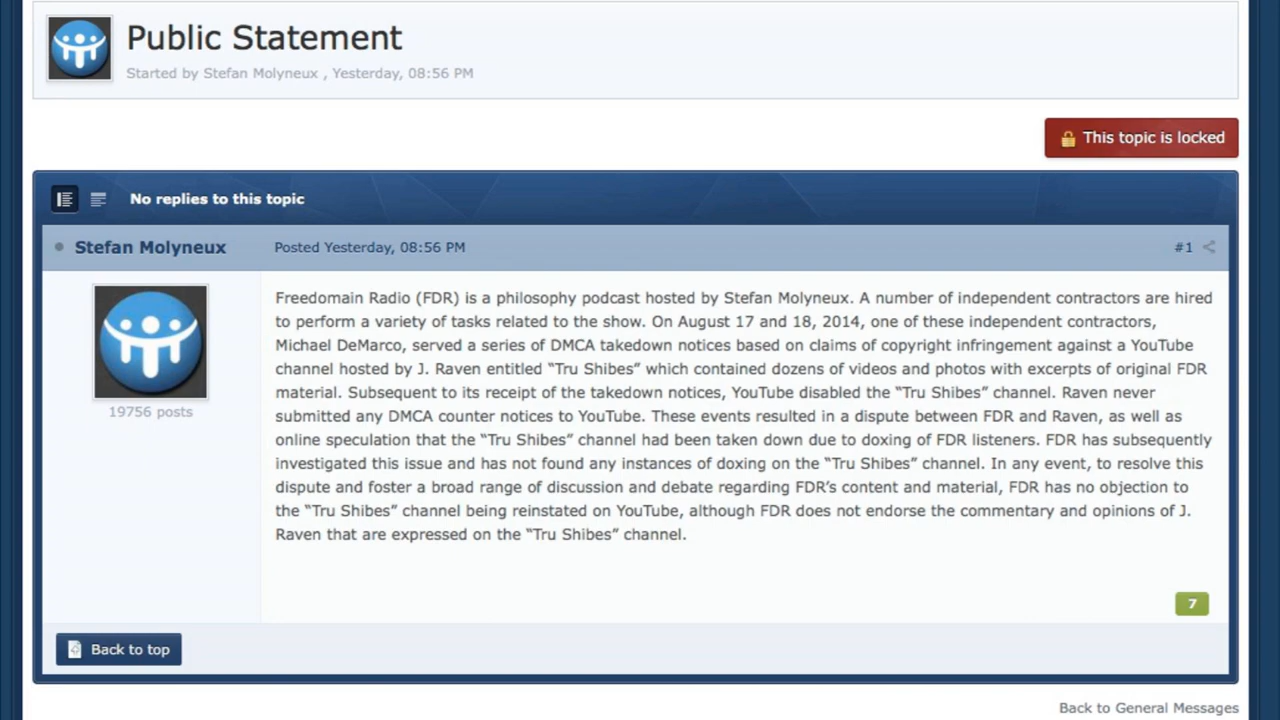 Public Statement
Started by Stefan Molyneux , Yesterday, 08:56 PM
This topic is locked
No replies to this topic
Stefan Molyneux
Posted Yesterday, 08:56 PM
#1
19756 posts
Freedomain Radio (FDR) is a philosophy podcast hosted by Stefan Molyneux. A number of independent contractors are hired
to perform a variety of tasks related to the show. On August 17 and 18, 2014, one of these independent contractors,
Michael DeMarco, served a series of DMCA takedown notices based on claims of copyright infringement against a YouTube
channel hosted by J. Raven entitled “Tru Shibes” which contained dozens of videos and photos with excerpts of original FDR
material. Subsequent to its receipt of the takedown notices, YouTube disabled the “Tru Shibes” channel. Raven never
submitted any DMCA counter notices to YouTube. These events resulted in a dispute between FDR and Raven, as well as
online speculation that the “Tru Shibes” channel had been taken down due to doxing of FDR listeners. FDR has subsequently
investigated this issue and has not found any instances of doxing on the “Tru Shibes” channel. In any event, to resolve this
dispute and foster a broad range of discussion and debate regarding FDR’s content and material, FDR has no objection to
the “Tru Shibes” channel being reinstated on YouTube, although FDR does not endorse the commentary and opinions of J.
Raven that are expressed on the “Tru Shibes” channel.
7
Back to top
Back to General Messages